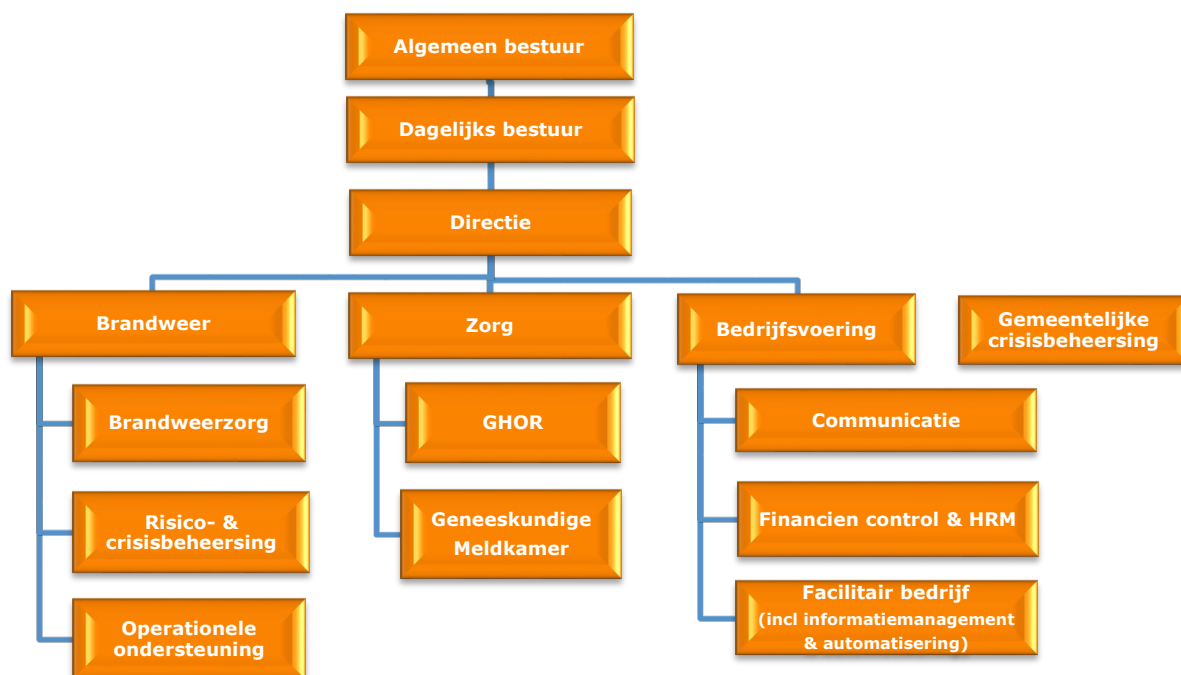 Algemeen bestuur
Dagelijks bestuur
Directie
Brandweer
Zorg
Bedrijfsvoering
Gemeentelijke
crisisbeheersing
Brandweerzorg
GHOR
Communicatie
Risico- &
crisisbeheersing
Geneeskundige
Meldkamer
Financien control & HRM
Operationele
ondersteuning
Facilitair bedrijf
(incl informatiemanagement
& automatisering)